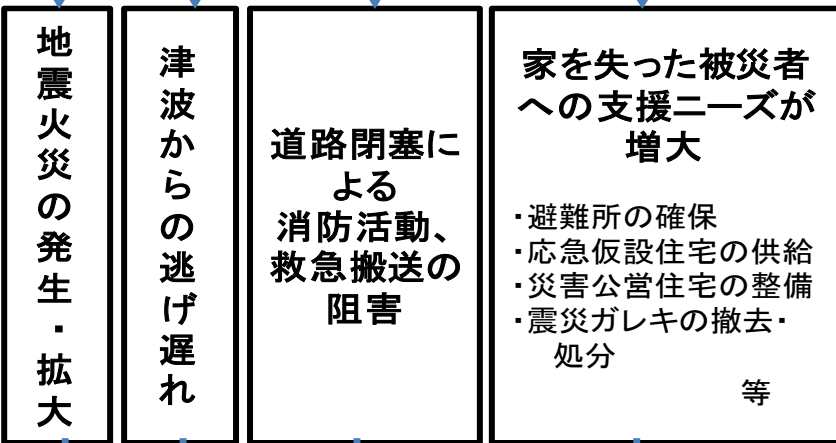 地震火災の発生・拡大
津波からの逃げ遅れ
道路閉塞に
よる
消防活動、
救急搬送の
阻害
家を失った被災者
への支援ニーズが
増大
・避難所の確保
・応急仮設住宅の供給
・災害公営住宅の整備
・震災ガレキの撤去・
処分
等